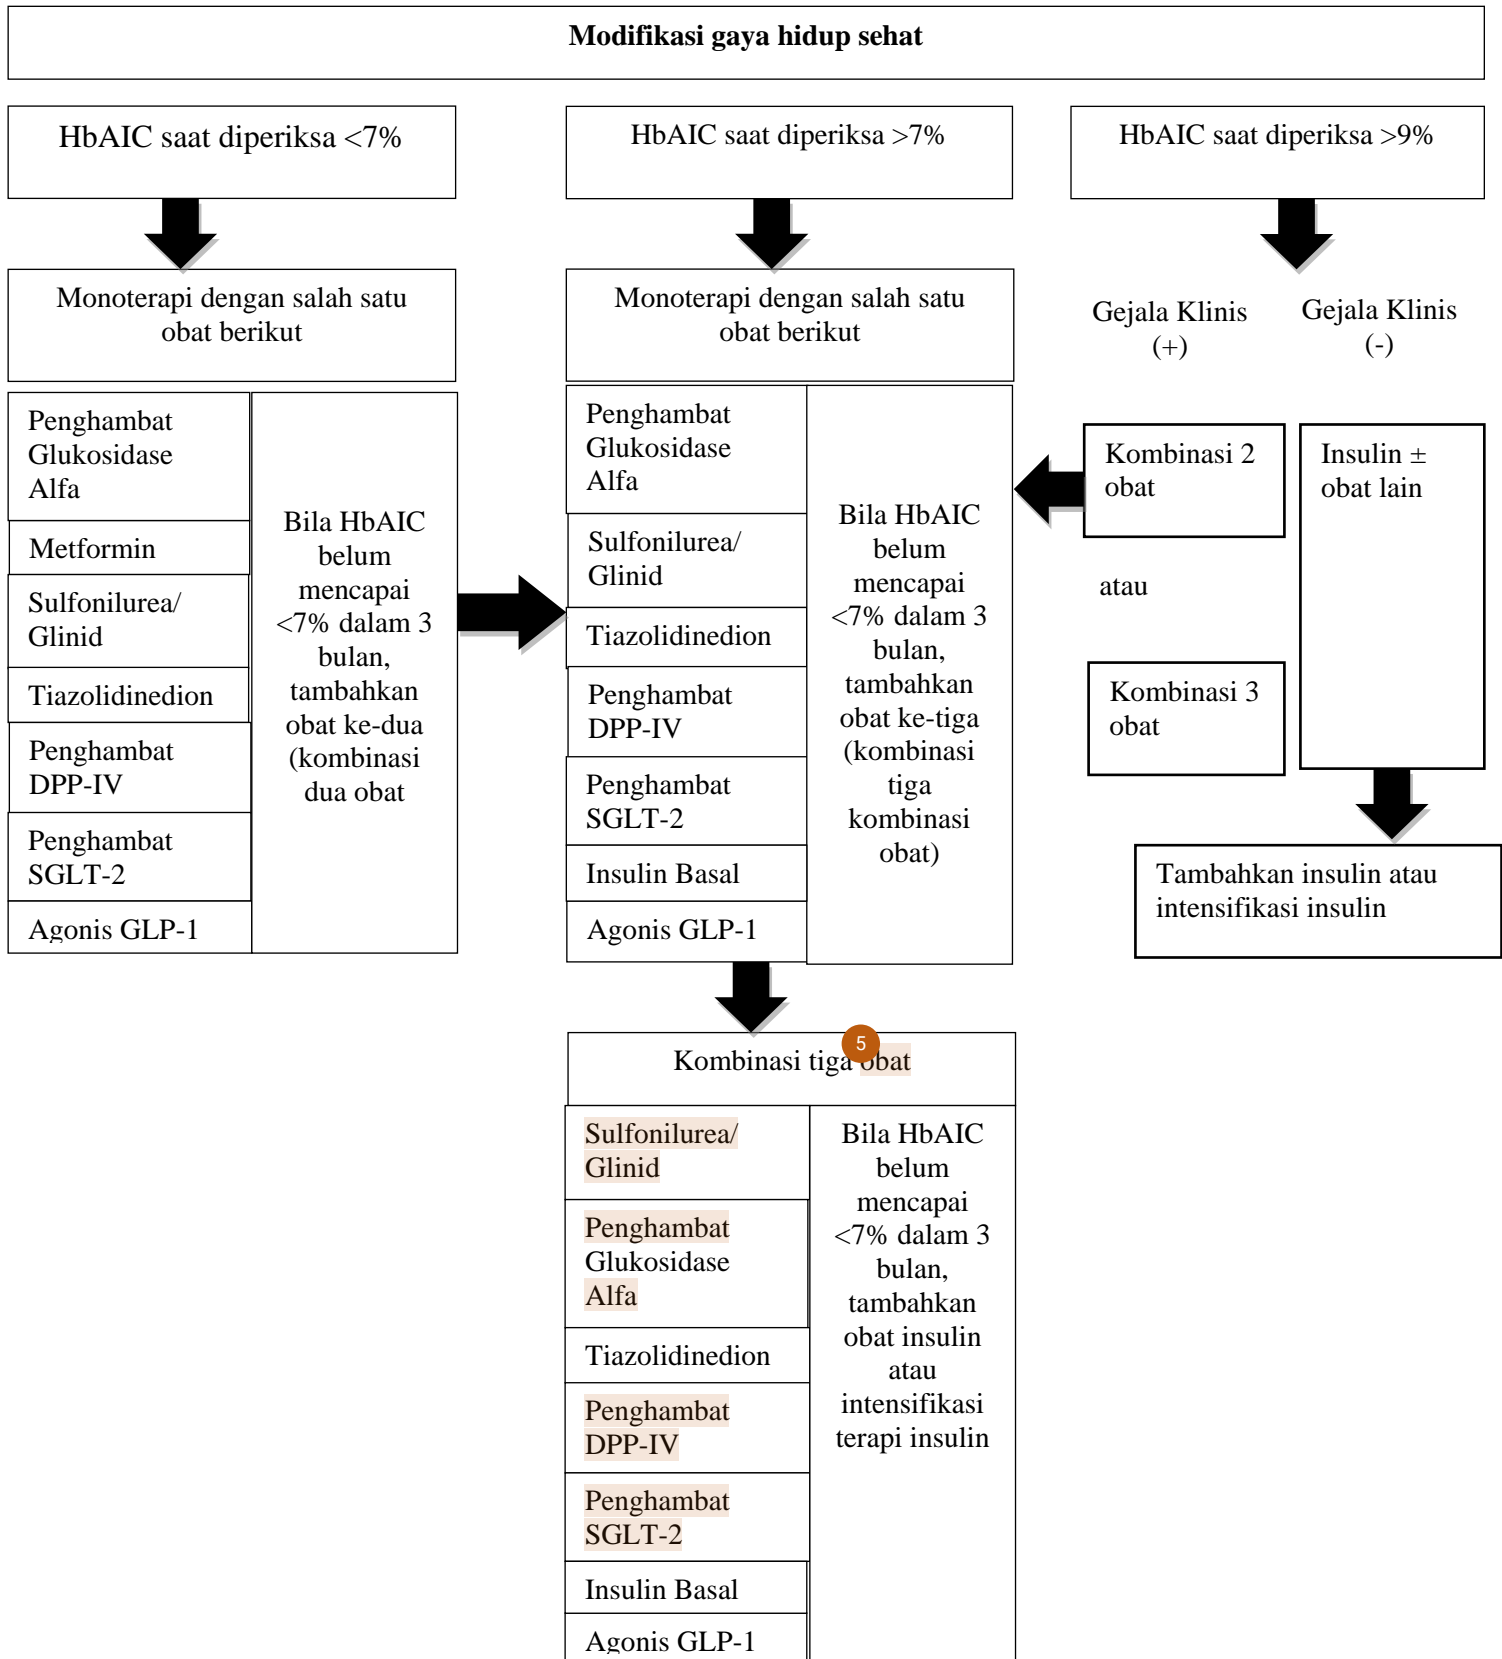 Modifikasi gaya hidup sehat
HbAIC saat diperiksa <7%
HbAIC saat diperiksa >7%
HbAIC saat diperiksa >9%
Monoterapi dengan salah satu
obat berikut
Monoterapi dengan salah satu
obat berikut
Gejala Klinis
(+)
Gejala Klinis
(-)
Penghambat
Glukosidase
Alfa
Metformin
Sulfonilurea/
Glinid
Tiazolidinedion
Penghambat
DPP-IV
Penghambat
SGLT-2
Agonis GLP-1
Bila HbAIC
belum
mencapai
<7% dalam 3
bulan,
tambahkan
obat ke-dua
(kombinasi
dua obat
Penghambat
Glukosidase
Alfa
Sulfonilurea/
Glinid
Tiazolidinedion
Penghambat
DPP-IV
Penghambat
SGLT-2
Insulin Basal
Agonis GLP-1
Bila HbAIC
belum
mencapai
<7% dalam 3
bulan,
tambahkan
obat ke-tiga
(kombinasi
tiga
kombinasi
obat)
Kombinasi 2
obat
atau
Kombinasi 3
obat
Insulin ±
obat lain
Tambahkan insulin atau
intensifikasi insulin
5
Kombinasi tiga obat
Sulfonilurea/
Glinid
Penghambat
Glukosidase
Alfa
Tiazolidinedion
Penghambat
DPP-IV
Penghambat
SGLT-2
Insulin Basal
Agonis GLP-1
Bila HbAIC
belum
mencapai
<7% dalam 3
bulan,
tambahkan
obat insulin
atau
intensifikasi
terapi insulin